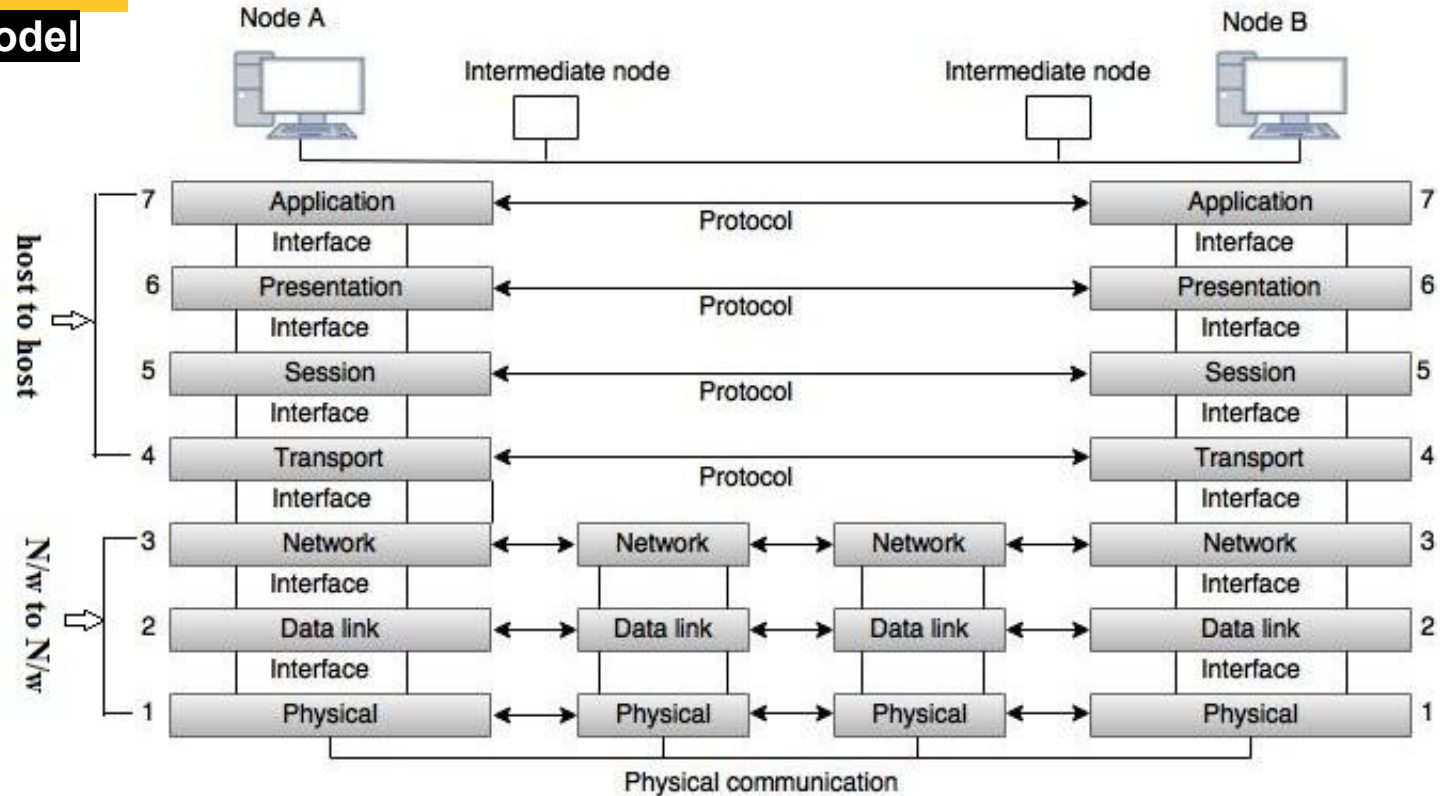 odel
Node A
Node B
Intermediate node
Intermediate node
7 Application Application 7
Protocol
Interface Interface
6 Presentation Presentation 6
Protocol
Interface Interface
host to host
5 Session Session 5
Protocol
Interface Interface
4 Transport Transport 4
Protocol
Interface Interface
3 Network Network Network Network 3
Interface Interface
N/w to N/w
2 Data link Data link Data link Data link 2
Interface Interface
1 Physical Physical Physical Physical 1
Physical communication